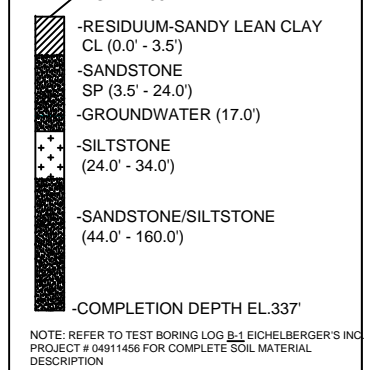 -RESIDUUM-SANDY LEAN CLAY
CL (0.0' - 3.5')
-SANDSTONE
SP (3.5' - 24.0')
-GROUNDWATER (17.0')
-SILTSTONE
(24.0' - 34.0')
-SANDSTONE/SILTSTONE
(44.0' - 160.0')
-COMPLETION DEPTH EL.337'
NOTE: REFER TO TEST BORING LOG B-1 EICHELBERGER'S INC.
PROJECT # 04911456 FOR COMPLETE SOIL MATERIAL
DESCRIPTION